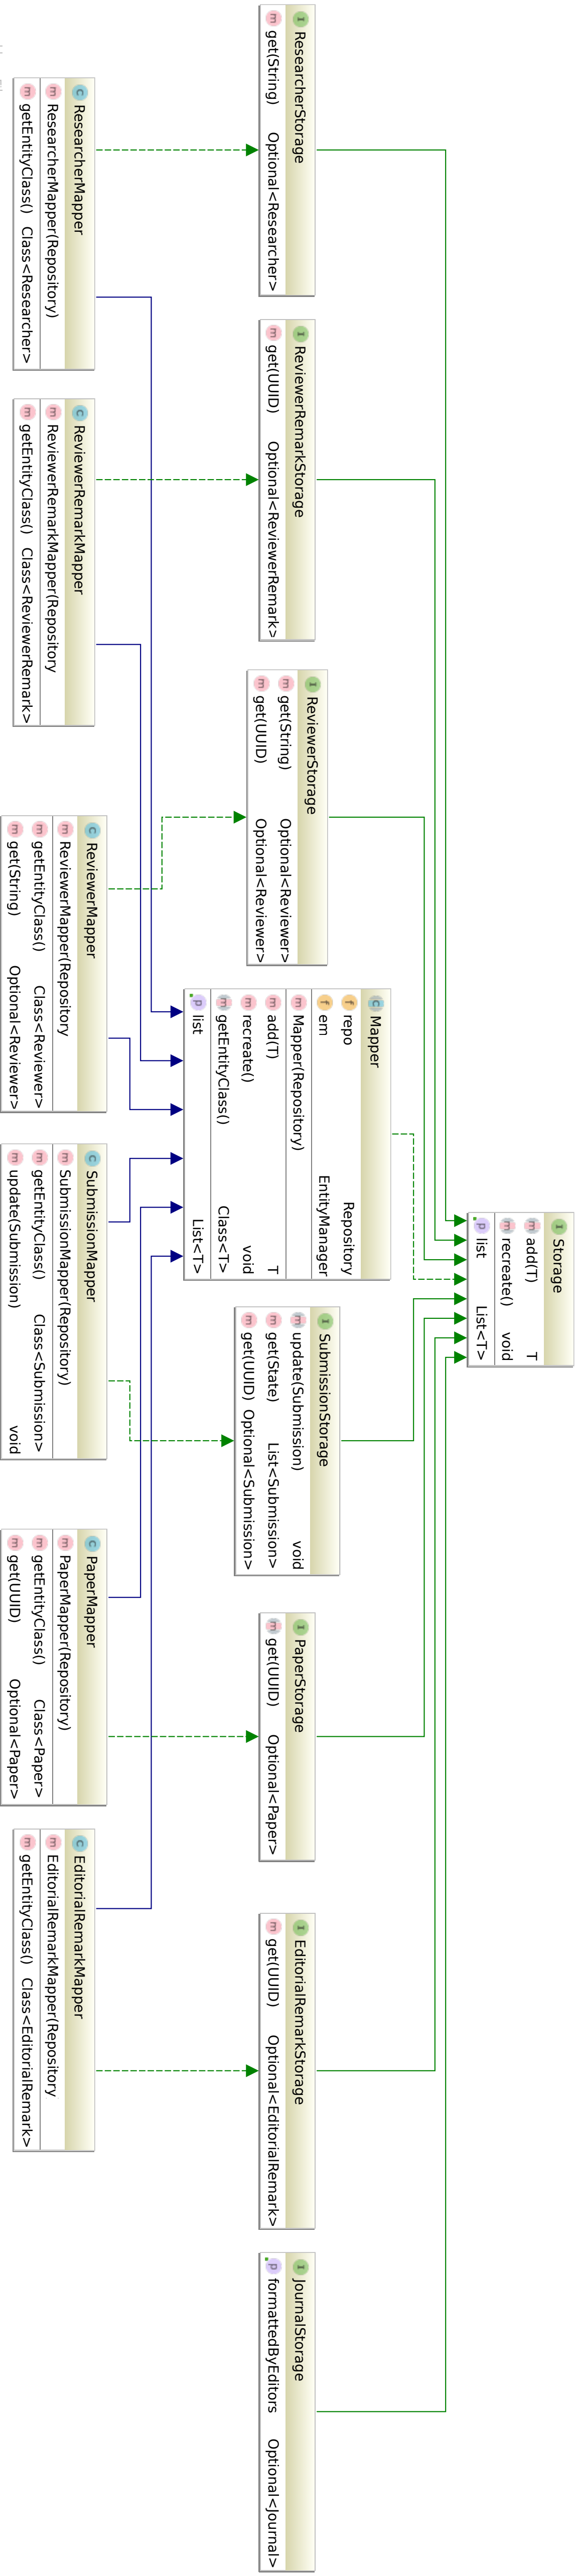 Storage
add(T) T
recreate() void
list List<T>
Mapper
repo Repository
em EntityManager
Mapper(Repository)
add(T) T
recreate() void
getEntityClass() Class<T>
list List<T>
ResearcherStorage
get(String) Optional<Researcher>
ReviewerRemarkStorage
get(UUID) Optional<ReviewerRemark>
ReviewerStorage
get(String) Optional<Reviewer>
get(UUID) Optional<Reviewer>
SubmissionStorage
update(Submission) void
get(State) List<Submission>
get(UUID) Optional<Submission>
PaperStorage
get(UUID) Optional<Paper>
EditorialRemarkStorage
get(UUID) Optional<EditorialRemark>
JournalStorage
formattedByEditors Optional<Journal>
ResearcherMapper
ResearcherMapper(Repository)
getEntityClass() Class<Researcher>
ReviewerRemarkMapper
ReviewerRemarkMapper(Repository
getEntityClass() Class<ReviewerRemark>
ReviewerMapper
ReviewerMapper(Repository
getEntityClass() Class<Reviewer>
get(String) Optional<Reviewer>
SubmissionMapper
SubmissionMapper(Repository)
getEntityClass() Class<Submission>
update(Submission) void
PaperMapper
PaperMapper(Repository)
getEntityClass() Class<Paper>
get(UUID) Optional<Paper>
EditorialRemarkMapper
EditorialRemarkMapper(Repository
getEntityClass() Class<EditorialRemark>